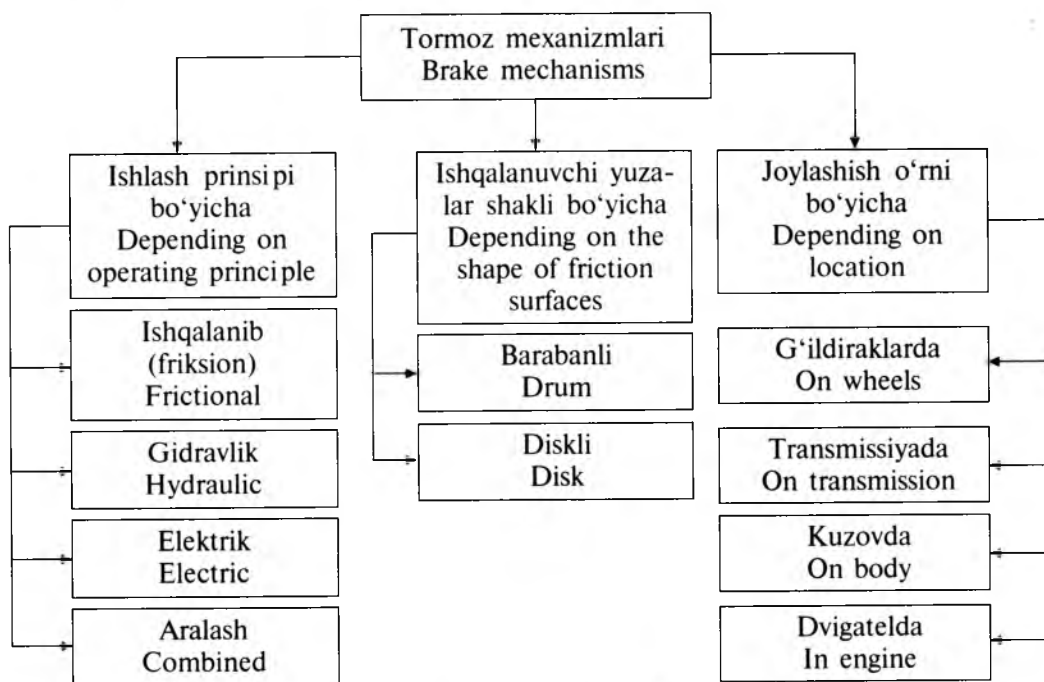 Tormoz mexanizmlari
Brake mechanisms
Ishlash prinsipi
bo‘yicha
Depending on
operating principle
Ishqalanib
(friksion)
Frictional
Gidravlik
Hydraulic
Elektrik
Electric
Aralash
Combined
Ishqalanuvchi yuza-
lar shakli bo‘yicha
Depending on the
shape of friction
surfaces
Barabanli
Drum
Diskli
Disk
Joylashish o‘rni
bo‘yicha
Depending on
location
G‘ildiraklarda
On wheels
Transmissiyada
On transmission
Kuzovda
On body
Dvigatelda
In engine